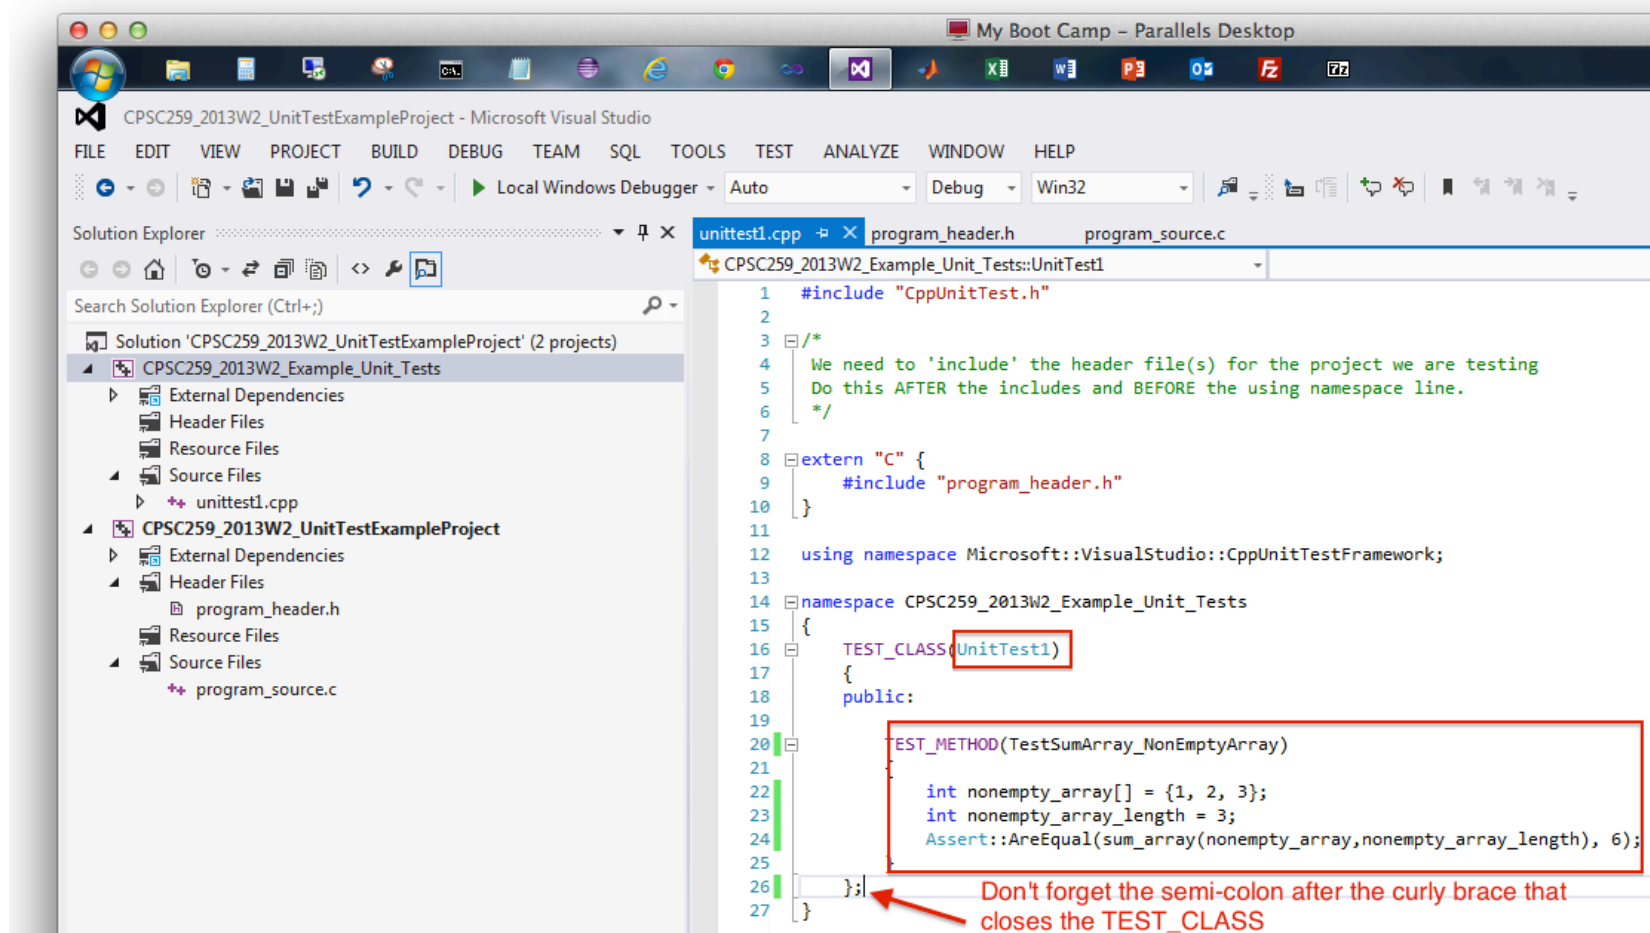 My Boot Camp – Parallels Desktop
C:\.
X
W
P
O
FZ
7Z
CPSC259_2013W2_UnitTestExampleProject - Microsoft Visual Studio
FILE EDIT VIEW PROJECT BUILD DEBUG TEAM SQL TOOLS TEST ANALYZE WINDOW HELP
Local Windows Debugger Auto Debug Win32
Solution Explorer
Search Solution Explorer (Ctrl+;)
Solution 'CPSC259_2013W2_UnitTestExampleProject' (2 projects)
CPSC259_2013W2_Example_Unit_Tests
External Dependencies
Header Files
Resource Files
Source Files
unittest1.cpp
CPSC259_2013W2_UnitTestExampleProject
External Dependencies
Header Files
program_header.h
Resource Files
Source Files
program_source.c
unittest1.cpp program_header.h program_source.c
CPSC259_2013W2_Example_Unit_Tests::UnitTest1
1 #include "CppUnitTest.h"
2
3 /*
4 We need to 'include' the header file(s) for the project we are testing
5 Do this AFTER the includes and BEFORE the using namespace line.
6 */
7
8 extern "C" {
9 #include "program_header.h"
10 }
11
12 using namespace Microsoft::VisualStudio::CppUnitTestFramework;
13
14 namespace CPSC259_2013W2_Example_Unit_Tests
15 {
16 TEST_CLASS(UnitTest1)
17 {
18 public:
19
20 TEST_METHOD(TestSumArray_NonEmptyArray)
21 {
22 int nonempty_array[] = {1, 2, 3};
23 int nonempty_array_length = 3;
24 Assert::AreEqual(sum_array(nonempty_array,nonempty_array_length), 6);
25 }
26 };
27 }
Don't forget the semi-colon after the curly brace that
closes the TEST_CLASS